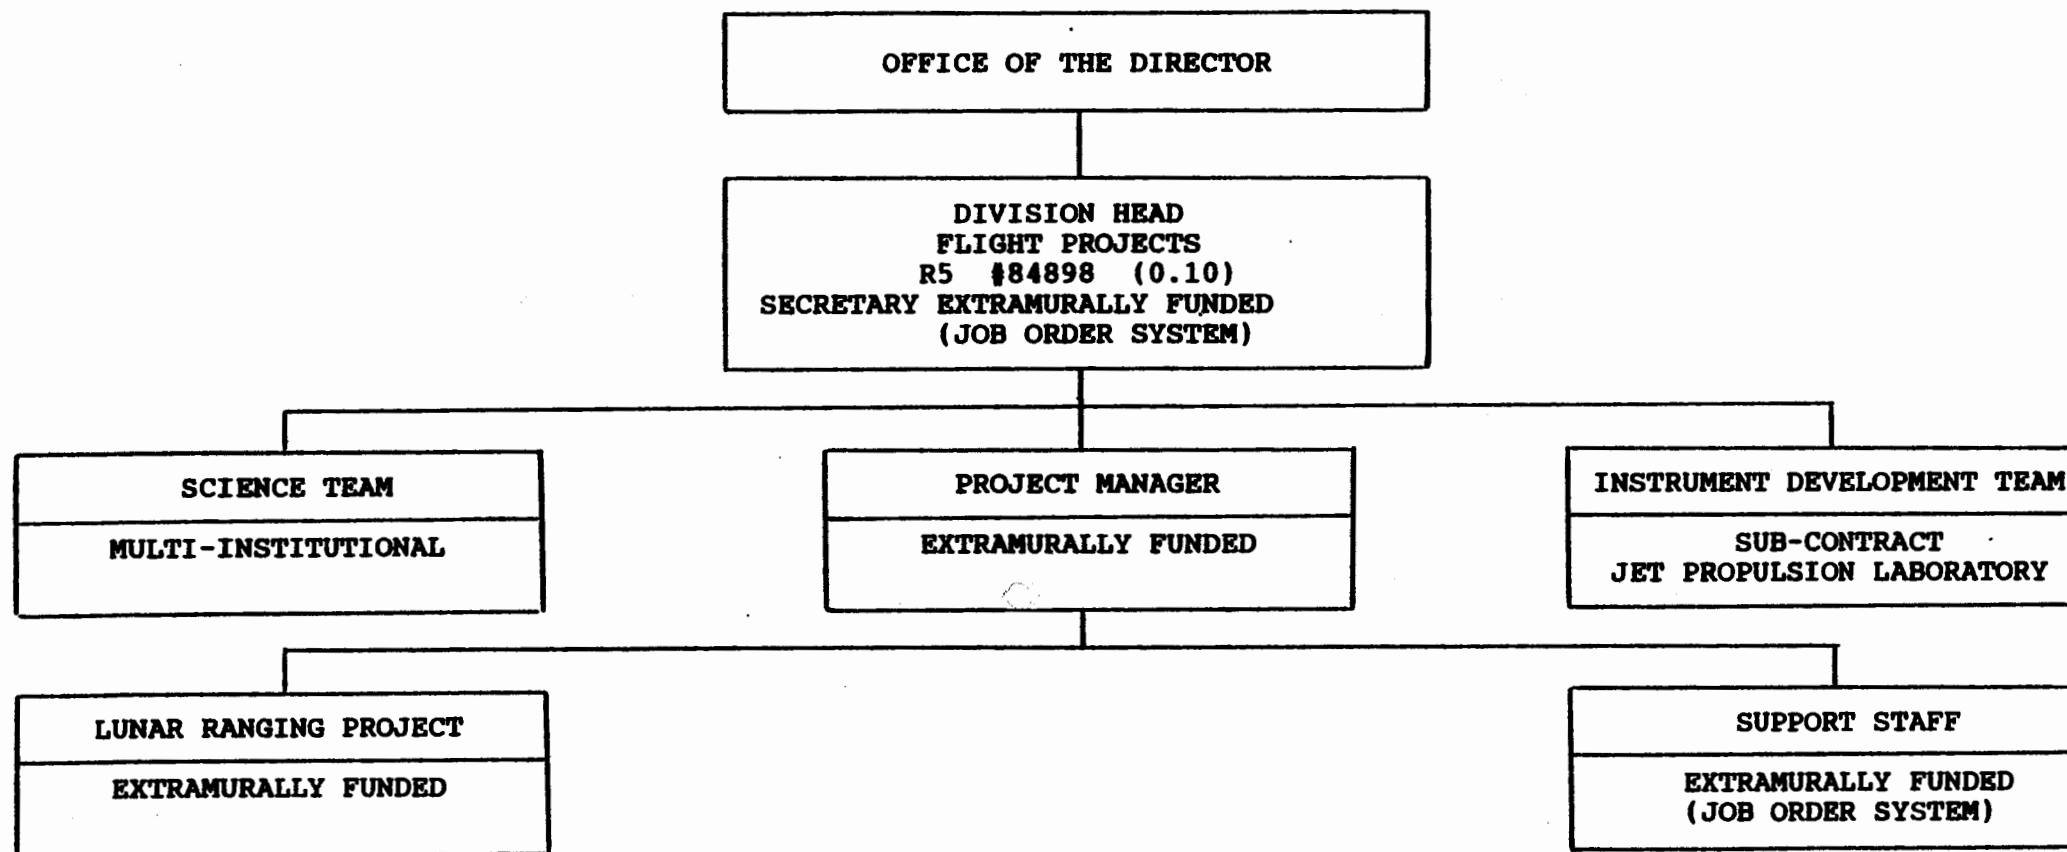 OFFICE OF THE DIRECTOR
DIVISION HEAD
FLIGHT PROJECTS
R5 #84898 (0.10)
SECRETARY EXTRAMURALLY FUNDED
(JOB ORDER SYSTEM)
SCIENCE TEAM
MULTI-INSTITUTIONAL
PROJECT MANAGER
EXTRAMURALLY FUNDED
INSTRUMENT DEVELOPMENT TEAM
SUB-CONTRACT
JET PROPULSION LABORATORY
LUNAR RANGING PROJECT
EXTRAMURALLY FUNDED
SUPPORT STAFF
EXTRAMURALLY FUNDED
(JOB ORDER SYSTEM)